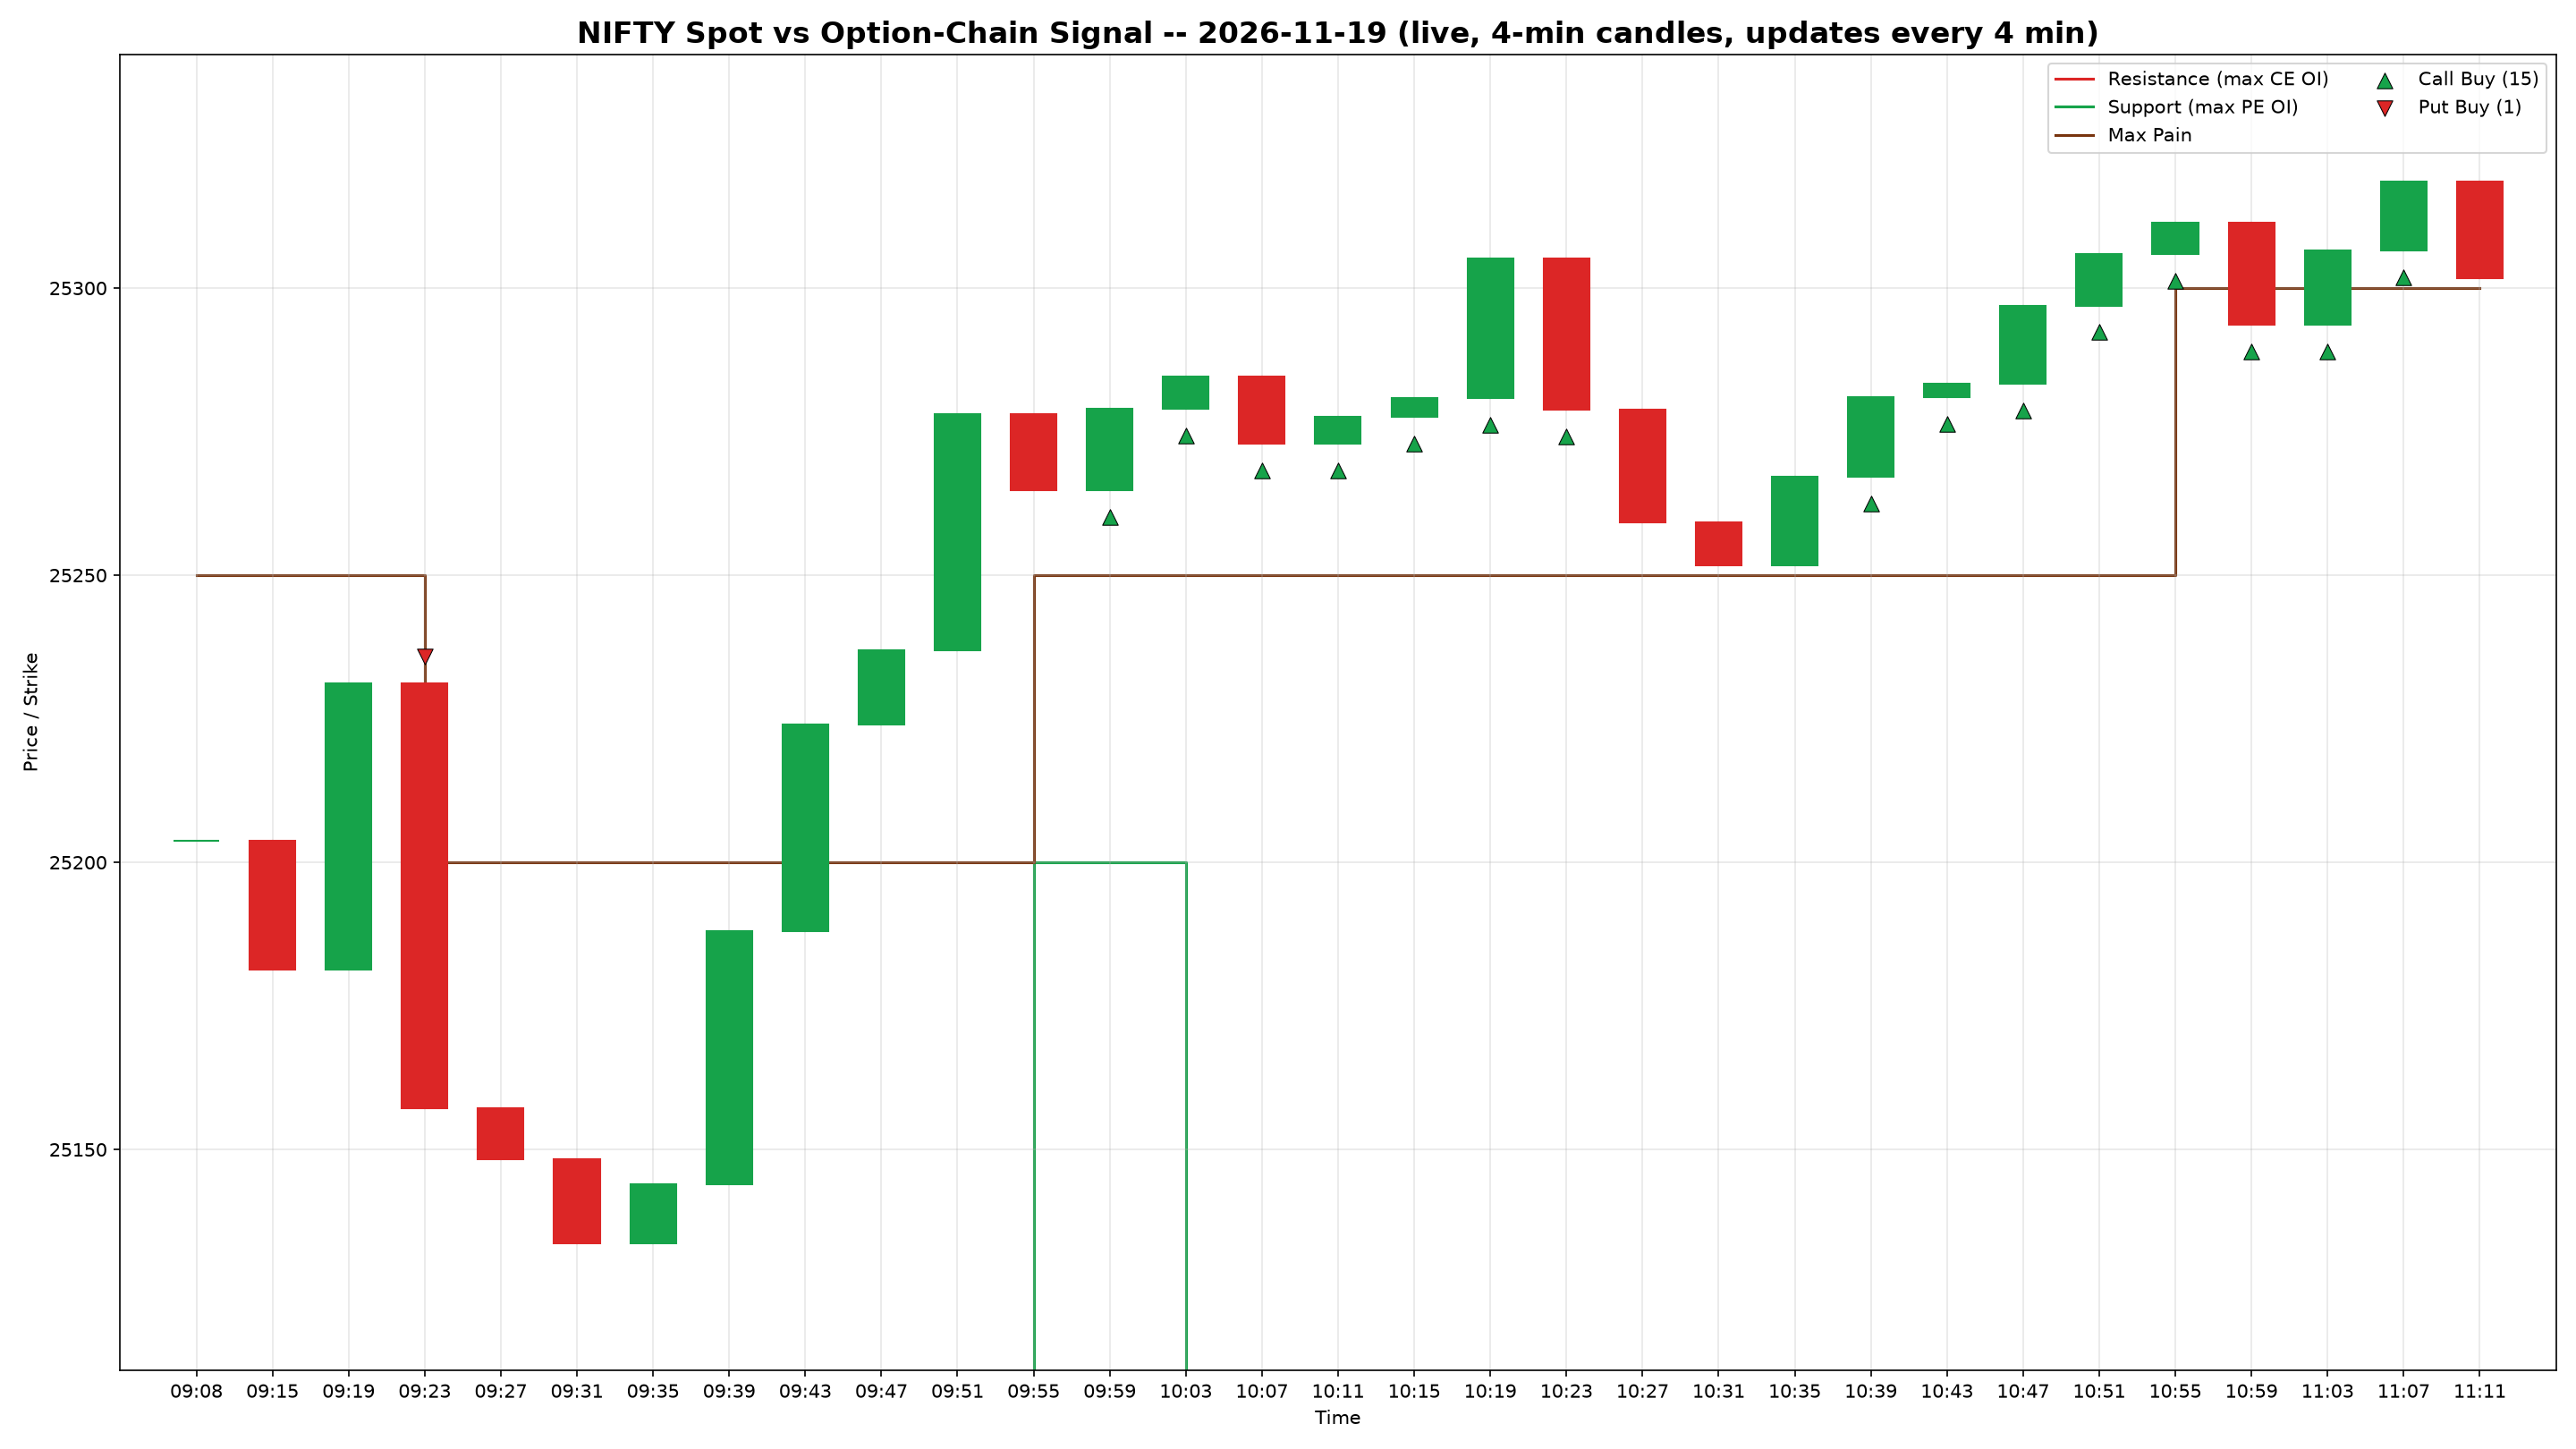 NIFTY Spot vs Option-Chain Signal -- 2026-11-19 (live, 4-min candles, updates every 4 min)
Resistance (max CE OI)
Support (max PE OI)
Max Pain
Call Buy (15)
Put Buy (1)
Price / Strike
25300
25250
25200
25150
09:08 09:15 09:19 09:23 09:27 09:31 09:35 09:39 09:43 09:47 09:51 09:55 09:59 10:03 10:07 10:11 10:15 10:19 10:23 10:27 10:31 10:35 10:39 10:43 10:47 10:51 10:55 10:59 11:03 11:07 11:11
Time